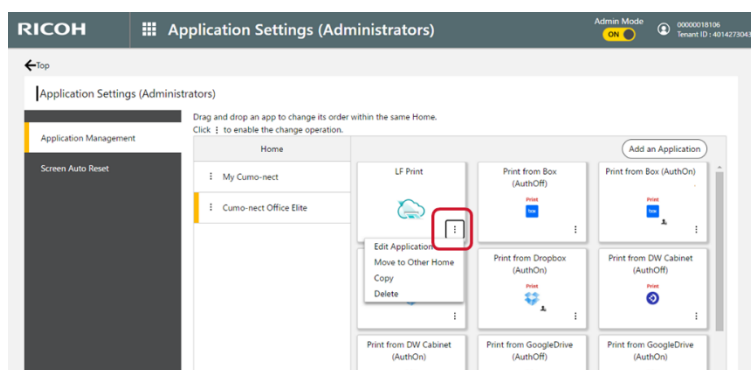 RICOH
Application Settings (Administrators)
Admin Mode
ON
00000018106
Tenant ID : 4014273043
Top
Application Settings (Administrators)
Drag and drop an app to change its order within the same Home.
Click ⋮ to enable the change operation.
Application Management
Screen Auto Reset
Home
Add an Application
My Cumo-nect
Cumo-nect Office Elite
LF Print
Print from Box
(AuthOff)
Print
box
Print from Box (AuthOn)
Print
box
Edit Application
Move to Other Home
Copy
Delete
Print from Dropbox
(AuthOn)
Print
Print from DW Cabinet
(AuthOff)
Print
Print from DW Cabinet
(AuthOn)
Print from GoogleDrive
(AuthOff)
Print from GoogleDrive
(AuthOn)